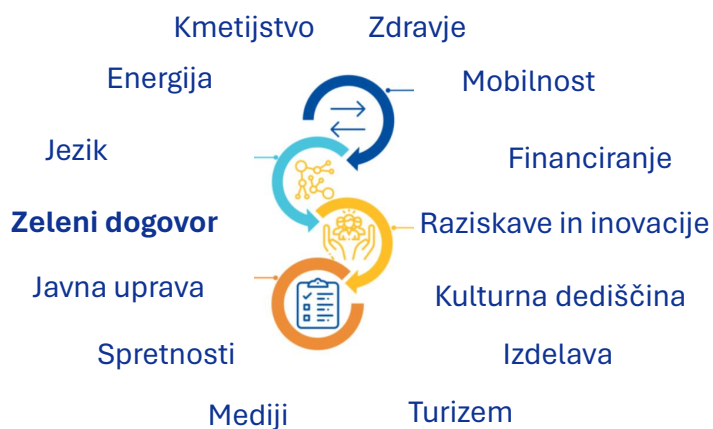 Kmetijstvo Zdravje
Energija Mobilnost
Jezik Financiranje
Zeleni dogovor Raziskave in inovacije
Javna uprava Kulturna dediščina
Spretnosti Izdelava
Mediji Turizem